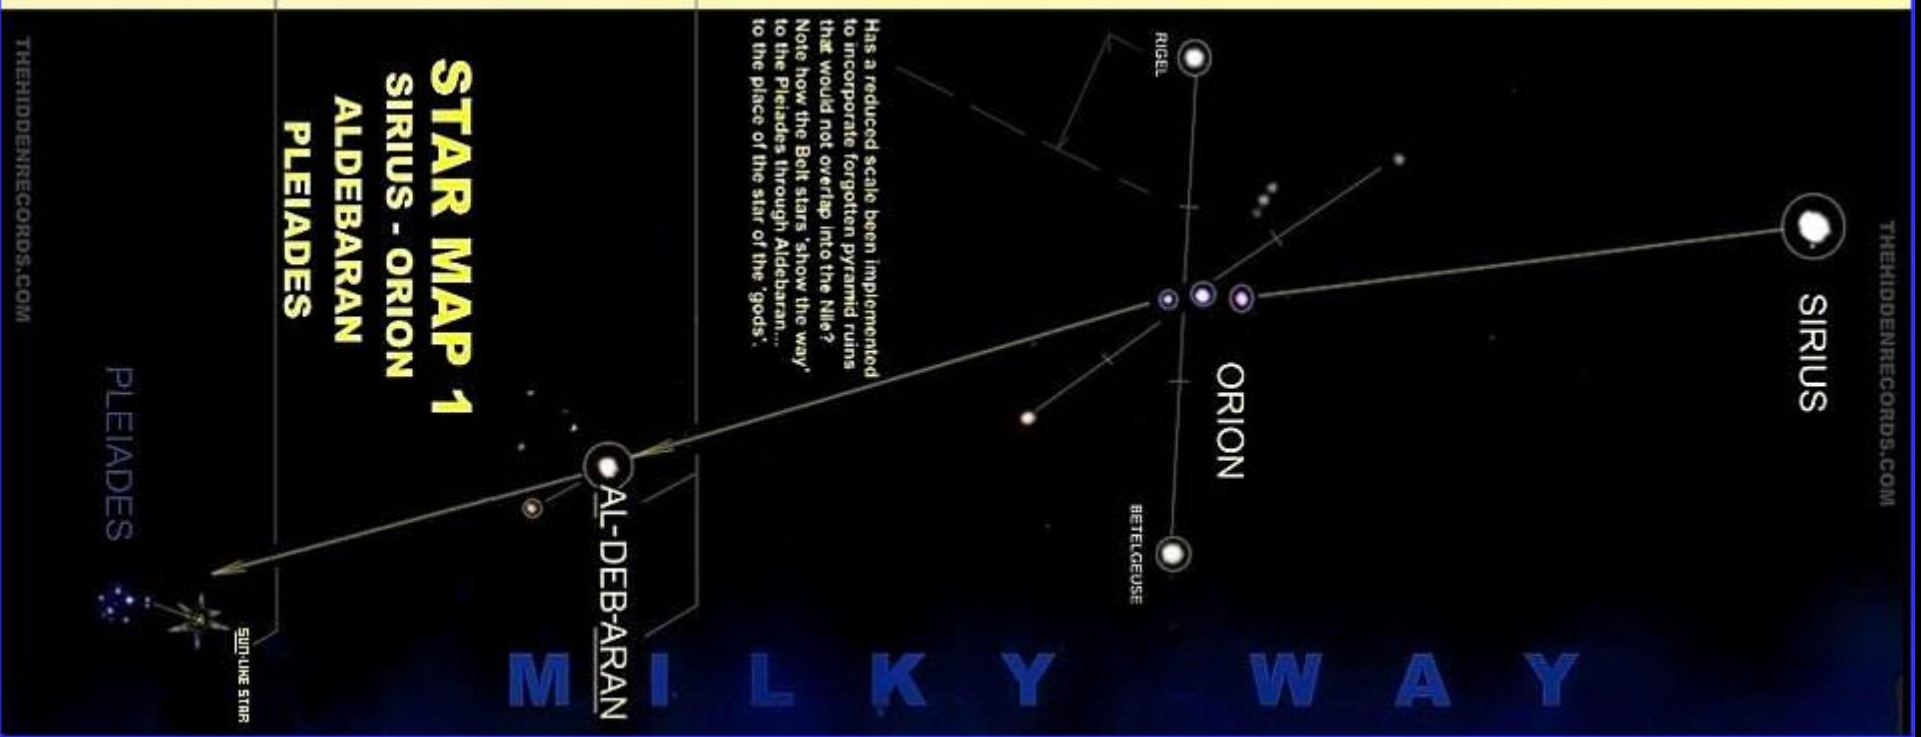 THEHIDDENRECORDS.COM
STAR MAP 1
SIRIUS - ORION
ALDEBARAN
PLEIADES
Has a reduced scale been implemented
to incorporate forgotten pyramid ruins
that would not overlap into the Nile?
Note how the Belt stars 'show the way'
to the Pleiades through Aldebaran...
to the place of the star of the 'gods'.
RIGEL
SIRIUS
THEHIDDENRECORDS.COM
ORION
BETELGEUSE
AL-DEB-ARAN
PLEIADES
SUN-LIKE STAR
MILKY WAY